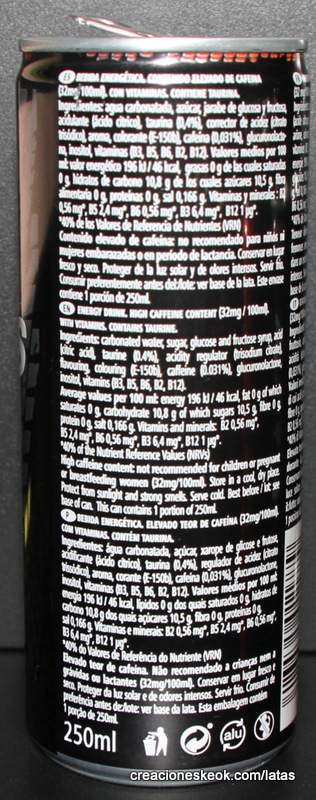 ES BEBIDA ENERGÉTICA. CONTENIDO ELEVADO DE CAFEINA
(32mg/100ml). CON VITAMINAS. CONTIENE TAURINA.
Ingredientes: agua carbonatada, azúcar, jarabe de glucosa y fructosa,
acidulante (ácido cítrico), taurina (0,4%), corrector de acidez (citrato
trisódico), aroma, colorante (E-150b), cafeína (0,031%), glucuronolacto-
na, inositol, vitaminas (B3, B5, B6, B2, B12). Valores medios por 100
ml: valor energético 196 kJ / 46 kcal, grasas 0 g de las cuales saturadas
0 g, hidratos de carbono 10,8 g de los cuales azúcares 10,5 g, fibra
alimentaria 0 g, proteínas 0 g, sal 0,166 g. Vitaminas y minerales: B2
0,56 mg*, B5 2,4 mg*, B6 0,56 mg*, B3 6,4 mg*, B12 1 µg*.
*40% de los Valores de Referencia de Nutrientes (VRN)
Contenido elevado de cafeína: no recomendado para niños ni
mujeres embarazadas o en período de lactancia. Conservar en lugar
fresco y seco. Proteger de la luz solar y de olores intensos. Servir frío.
Consumir preferentemente antes del:/lote: ver base de la lata. Este envase
contiene 1 porción de 250ml.
EN ENERGY DRINK. HIGH CAFFEINE CONTENT (32mg / 100ml).
WITH VITAMINS. CONTAINS TAURINE.
Ingredients: carbonated water, sugar, glucose and fructose syrup, acid
(citric acid), taurine (0.4%), acidity regulator (trisodium citrate),
flavouring, colouring (E-150b), caffeine (0.031%), glucuronolactone,
inositol, vitamins (B3, B5, B6, B2, B12).
Average values per 100 ml: energy 196 kJ / 46 kcal, fat 0 g of which
saturates 0 g, carbohydrate 10,8 g of which sugars 10,5 g, fibre 0 g,
protein 0 g, salt 0,166 g. Vitamins and minerals: B2 0,56 mg*,
B5 2,4 mg*, B6 0,56 mg*, B3 6,4 mg*, B12 1 µg*
*40% of the Nutrient Reference Values (NRVs)
High caffeine content: not recommended for children or pregnant
or breastfeeding women (32mg/100ml). Store in a cool, dry place.
Protect from sunlight and strong smells. Serve cold. Best before / lot: see
base of can. This can contains 1 portion of 250ml.
P BEBIDA ENERGÉTICA. ELEVADO TEOR DE CAFEÍNA (32mg/100ml).
COM VITAMINAS. CONTÉM TAURINA.
Ingredientes: água carbonatada, açúcar, xarope de glicose e frutose,
acidificante (ácido cítrico), taurina (0,4%), regulador de acidez (citrato
trisódico), aroma, corante (E-150b), cafeína (0,031%), glucuronolactone,
inositol, vitaminas (B3, B5, B6, B2, B12). Valores médios por 100 ml:
energia 196 kJ / 46 kcal, lípidos 0 g dos quais saturados 0 g, hidratos de
carbono 10,8 g dos quais açúcares 10,5 g, fibra 0 g, proteínas 0 g,
sal 0,166 g. Vitaminas e minerais: B2 0,56 mg*, B5 2,4 mg*, B6 0,56 mg*,
B3 6,4 mg*, B12 1 µg*.
*40% do Valores de Referência do Nutriente (VRN)
Elevado teor de cafeína. Não recomendado a crianças nem a
grávidas ou lactantes (32mg/100ml). Conservar em lugar fresco e
seco. Proteger da luz solar e de odores intensos. Servir frio. Consumir de
preferência antes de/lote: ver base da lata. Esta embalagem contém
1 porção de 250ml.
250ml
alu
creacioneskeok.com/latas